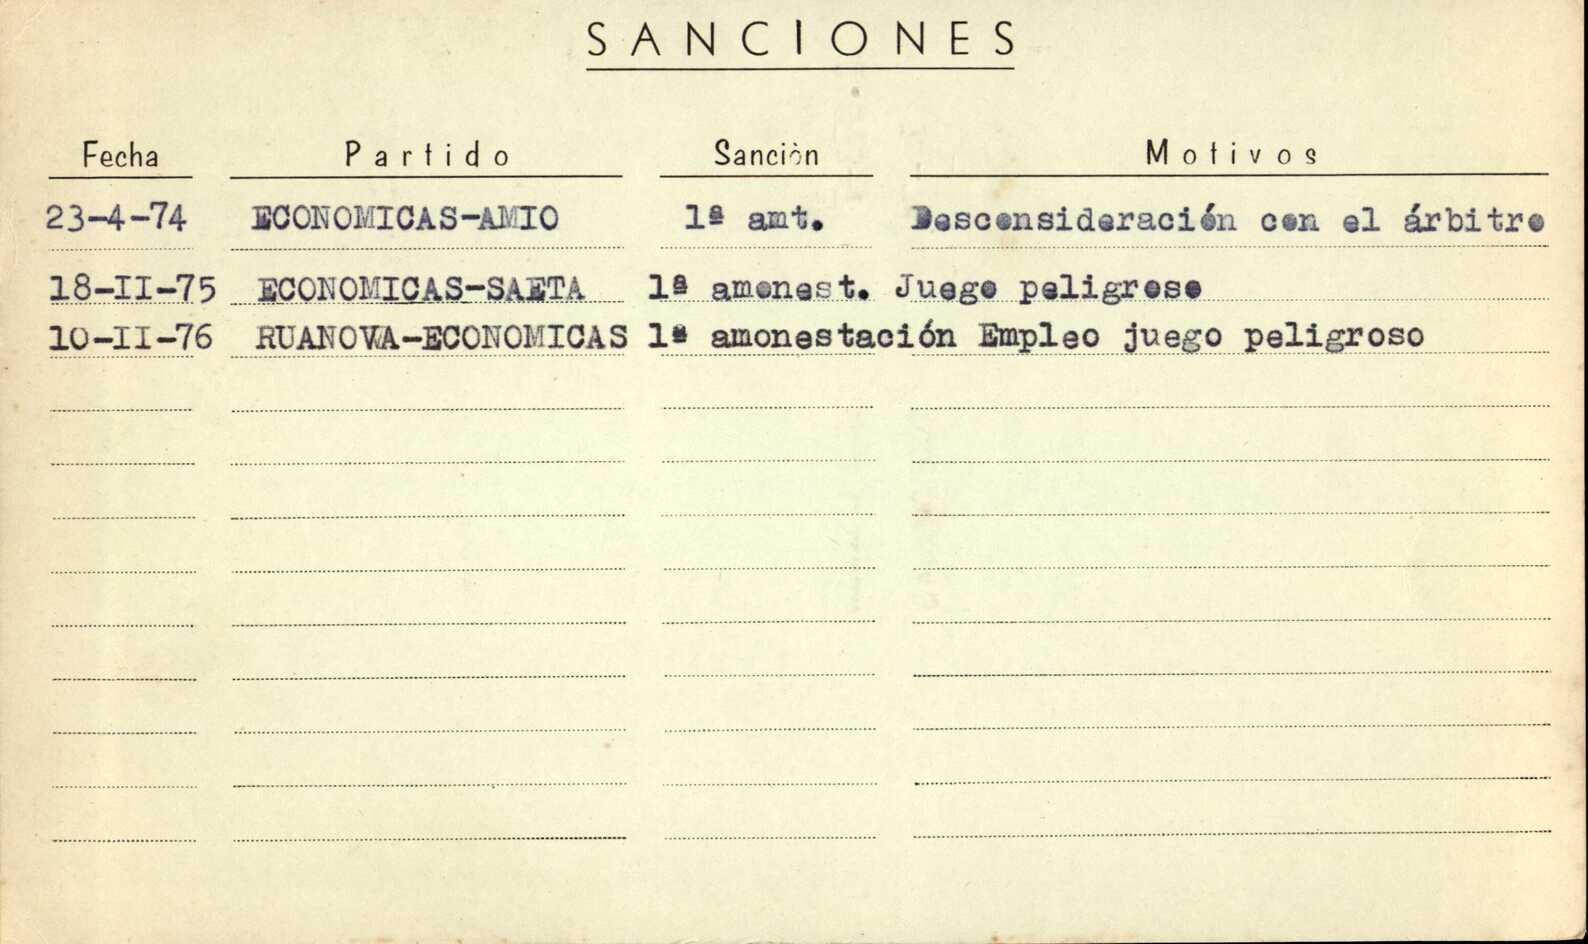 SANCIONES
Fecha Partido Sanción Motivos
23-4-74 ECONOMICAS-AMIO 1ª amt. Desconsideración con el árbitro
18-II-75 ECONOMICAS-SAETA 1ª amonest. Juego peligroso
10-II-76 RUANOVA-ECONOMICAS 1ª amonestación Empleo juego peligroso